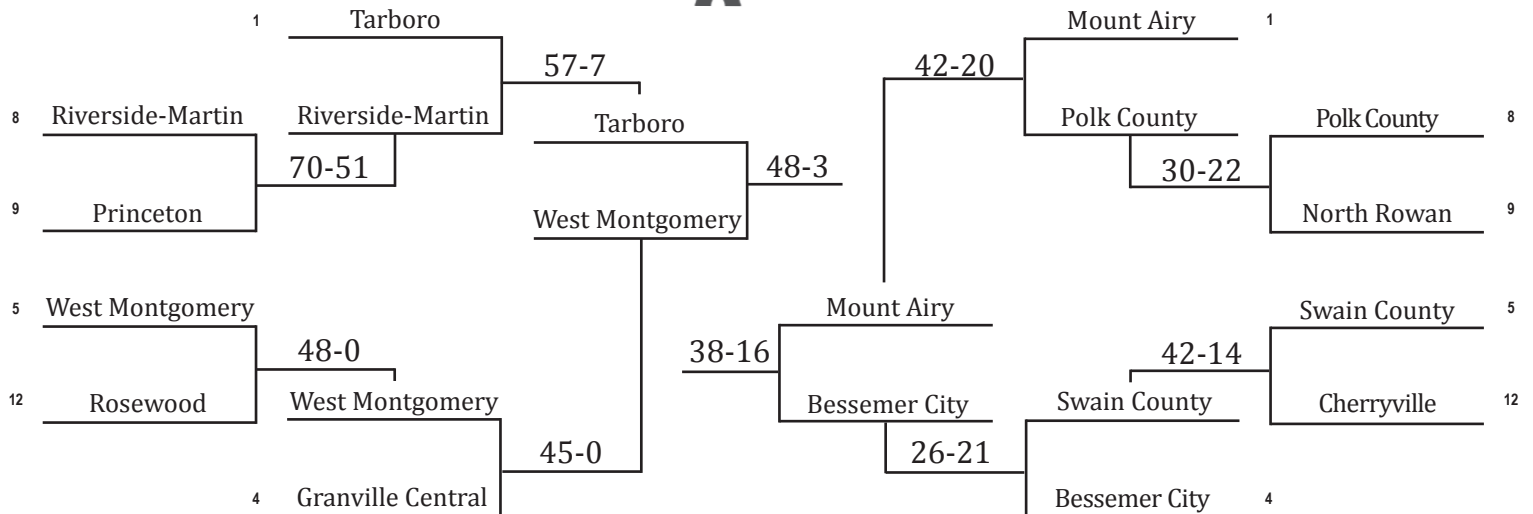 1 Tarboro
57-7
8 Riverside-Martin
Riverside-Martin
70-51
9 Princeton
Tarboro
48-3
West Montgomery
5 West Montgomery
48-0
12 Rosewood
West Montgomery
45-0
4 Granville Central
Mount Airy 1
42-20
Polk County
Polk County 8
30-22
North Rowan 9
Mount Airy
38-16
Bessemer City
Swain County 5
42-14
Cherryville 12
Swain County
26-21
Bessemer City 4